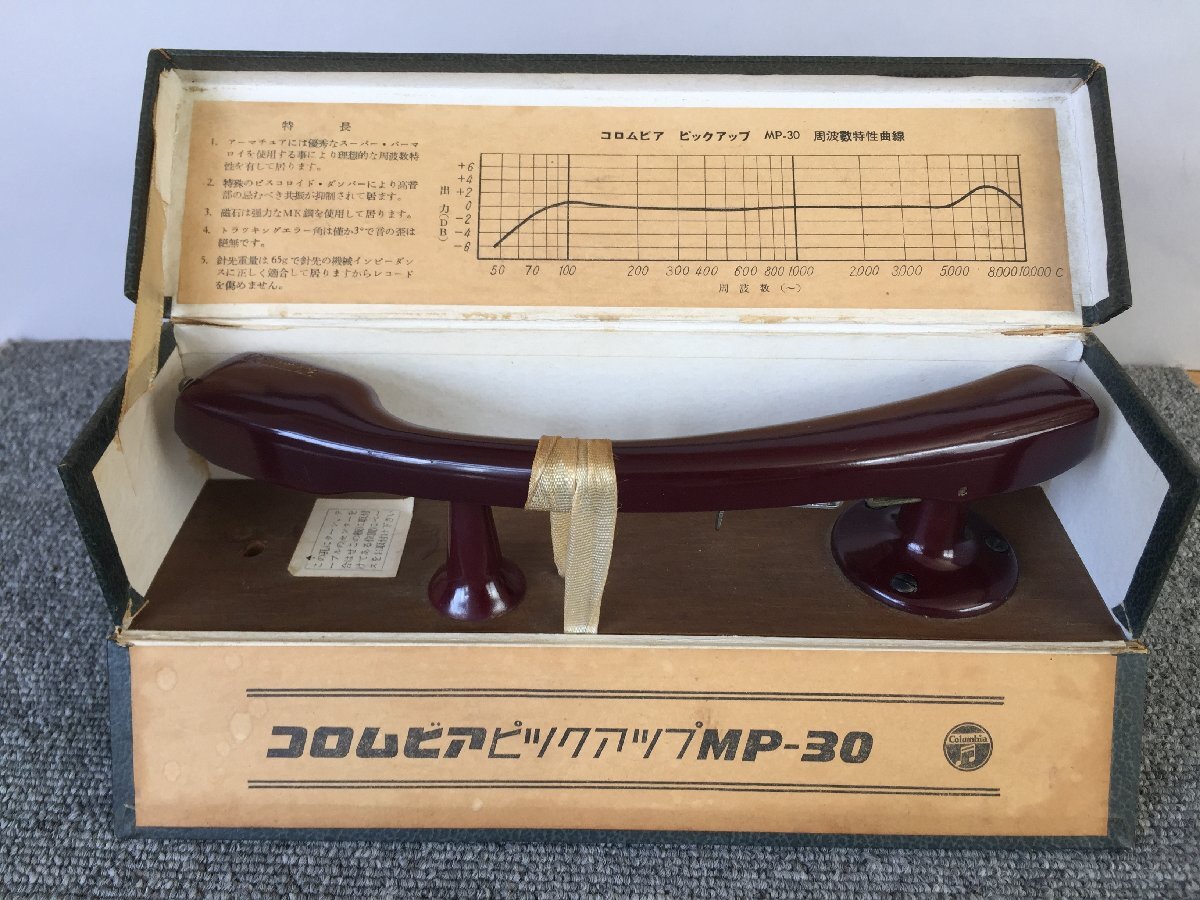 特長
1. アーマチュアには優秀なスーパー・パーマ
ロイを使用する事により理想的な周波数特
性を有して居ります。
2. 特殊のビスコロイド・ダンパーにより高音
部の忌むべき共振が抑制されて居ます。
3. 磁石は強力なMK鋼を使用して居ります。
4. トラッキングエラー角は僅か3°で音の歪は
絶無です。
5. 針先重量は65gで針先の機械インピーダン
スに正しく適合して居りますからレコード
を傷めません。
コロムビア ピックアップ MP-30 周波數特性曲線
出力(DB)
+6
+4
+2
0
-2
-4
-6
50 70 100 200 300 400 600 800 1000 2,000 3,000 5,000 8,000 10,000 C
周波数(~)
コロムビアピックアップMP-30
Columbia